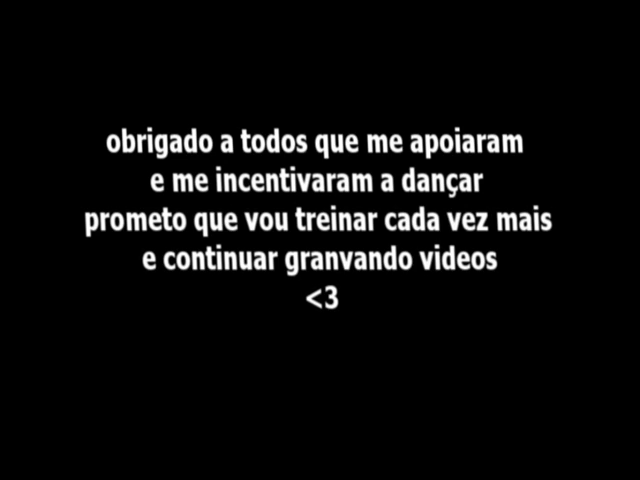 obrigado a todos que me apoiaram
e me incentivaram a dançar
prometo que vou treinar cada vez mais
e continuar granvando videos
<3